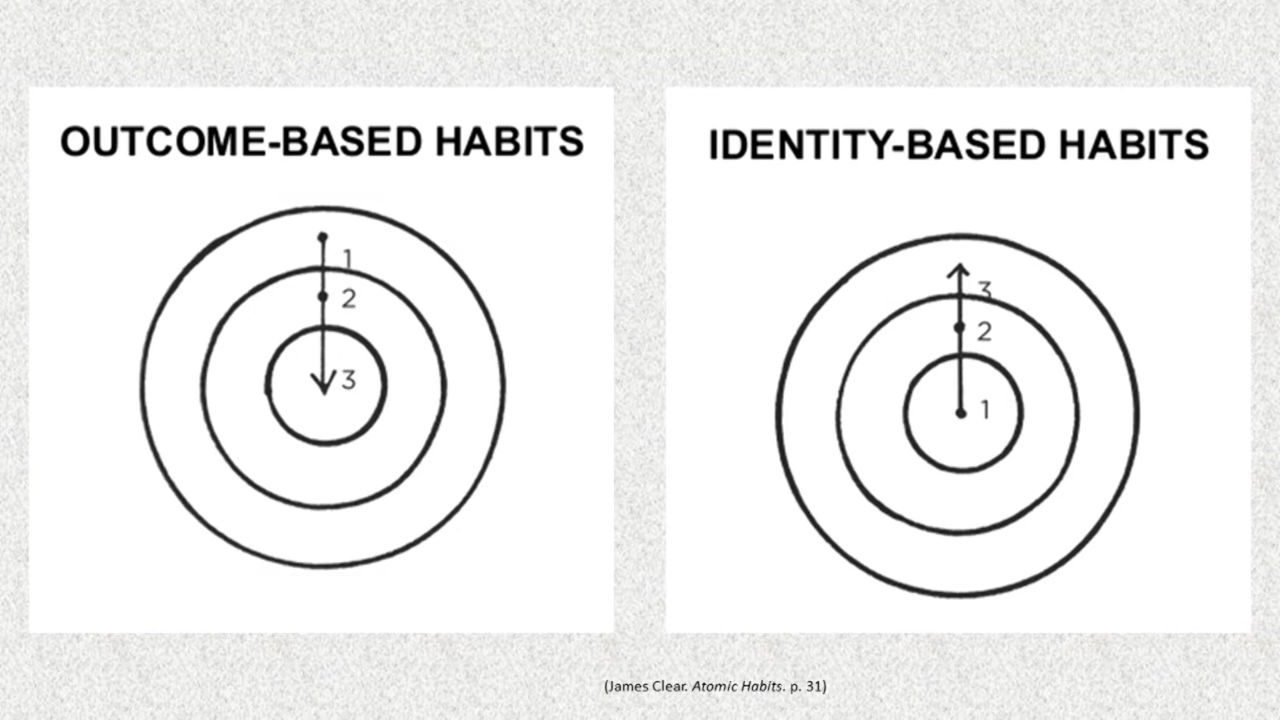 OUTCOME-BASED HABITS
1
2
3
IDENTITY-BASED HABITS
3
2
1
(James Clear. Atomic Habits. p. 31)